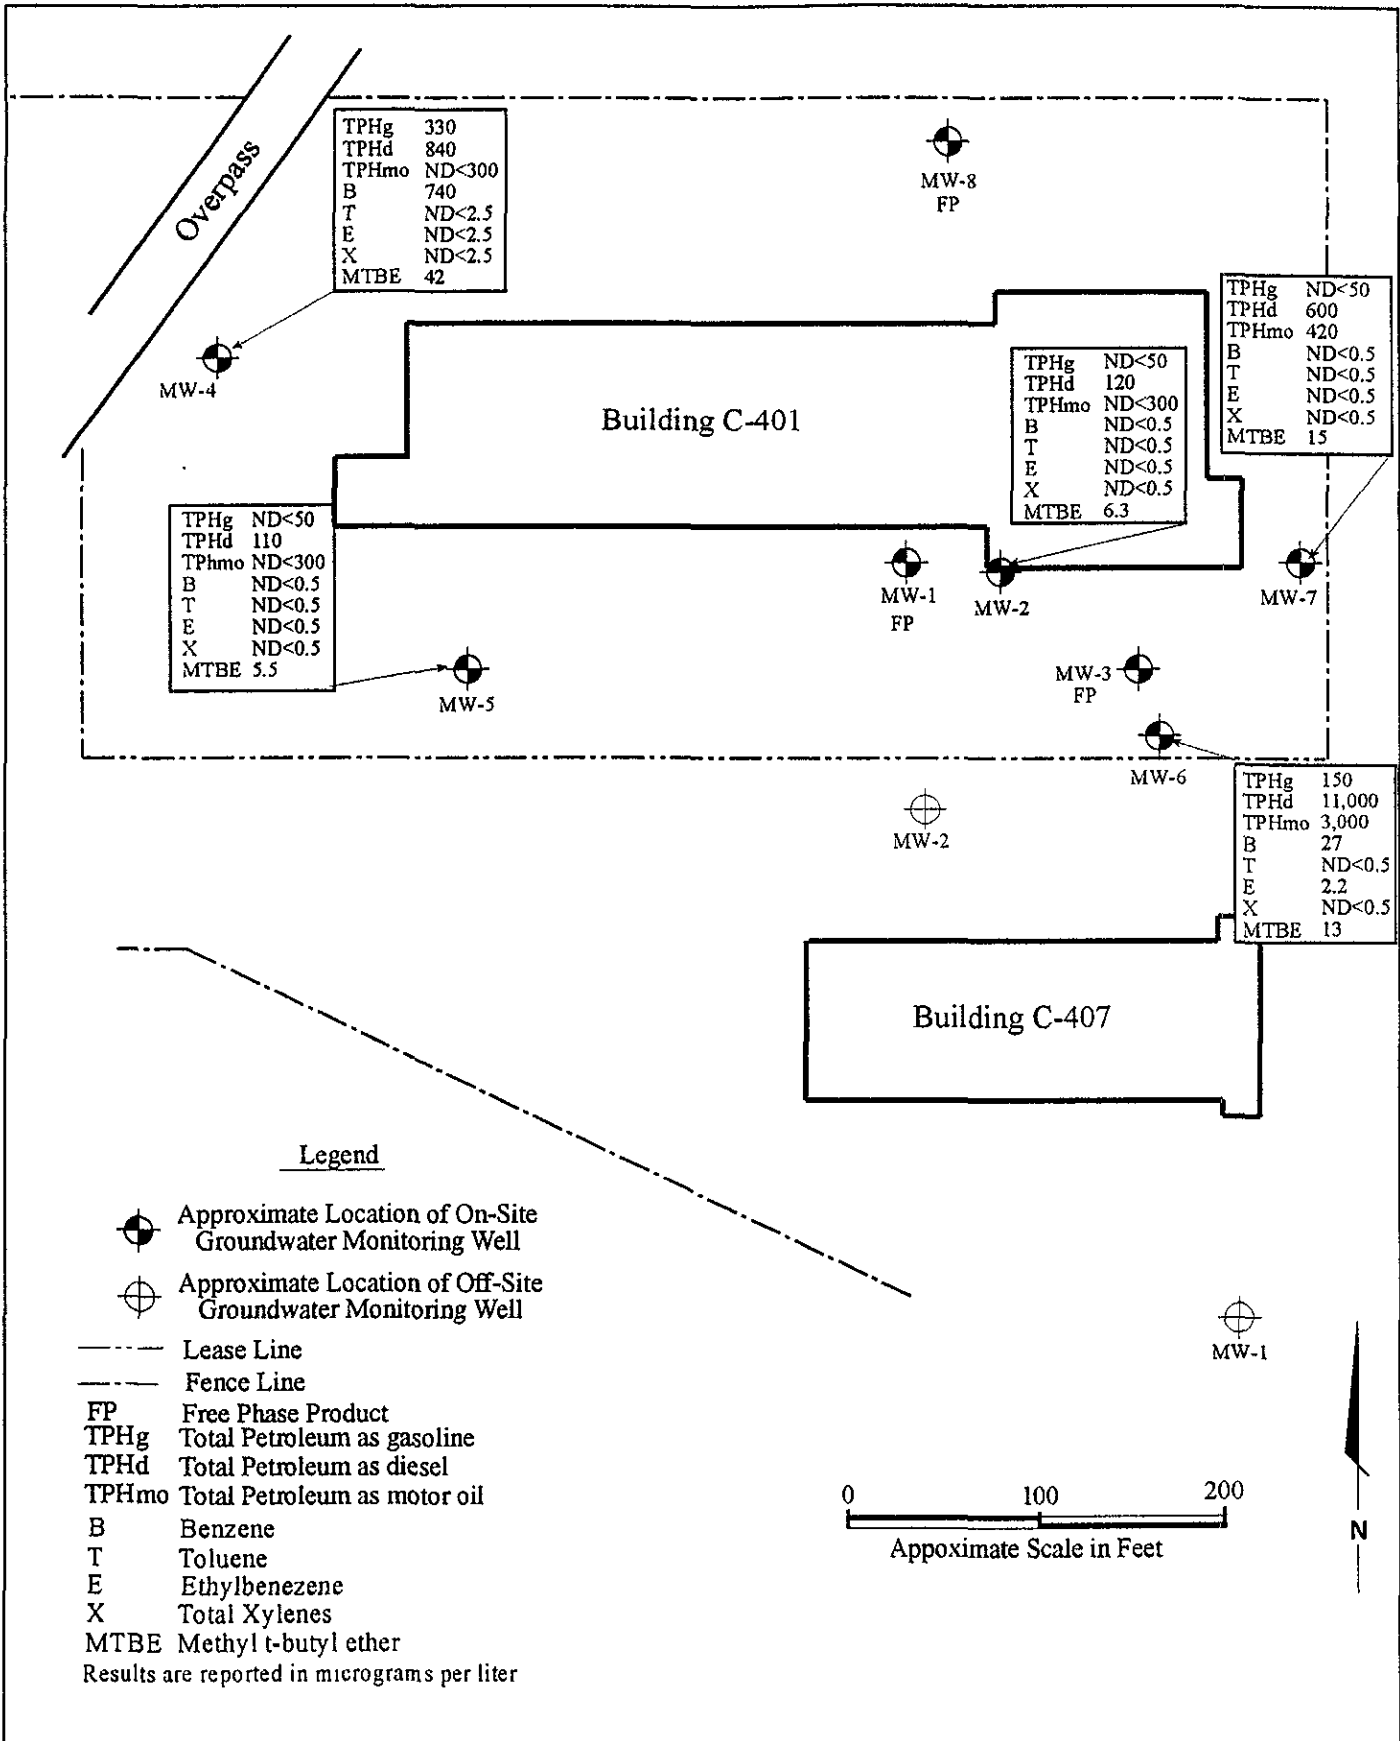 Overpass
TPHg 330
TPHd 840
TPHmo ND<300
B 740
T ND<2.5
E ND<2.5
X ND<2.5
MTBE 42
MW-4
MW-8
FP
TPHg ND<50
TPHd 600
TPHmo 420
B ND<0.5
T ND<0.5
E ND<0.5
X ND<0.5
MTBE 15
MW-7
Building C-401
TPHg ND<50
TPHd 120
TPHmo ND<300
B ND<0.5
T ND<0.5
E ND<0.5
X ND<0.5
MTBE 6.3
MW-2
MW-1
FP
TPHg ND<50
TPHd 110
TPhmo ND<300
B ND<0.5
T ND<0.5
E ND<0.5
X ND<0.5
MTBE 5.5
MW-5
MW-3
FP
MW-6
TPHg 150
TPHd 11,000
TPHmo 3,000
B 27
T ND<0.5
E 2.2
X ND<0.5
MTBE 13
MW-2
Building C-407
Legend
Approximate Location of On-Site
Groundwater Monitoring Well
Approximate Location of Off-Site
Groundwater Monitoring Well
Lease Line
Fence Line
FP Free Phase Product
TPHg Total Petroleum as gasoline
TPHd Total Petroleum as diesel
TPHmo Total Petroleum as motor oil
B Benzene
T Toluene
E Ethylbenezene
X Total Xylenes
MTBE Methyl t-butyl ether
Results are reported in micrograms per liter
MW-1
0 100 200
Appoximate Scale in Feet
N